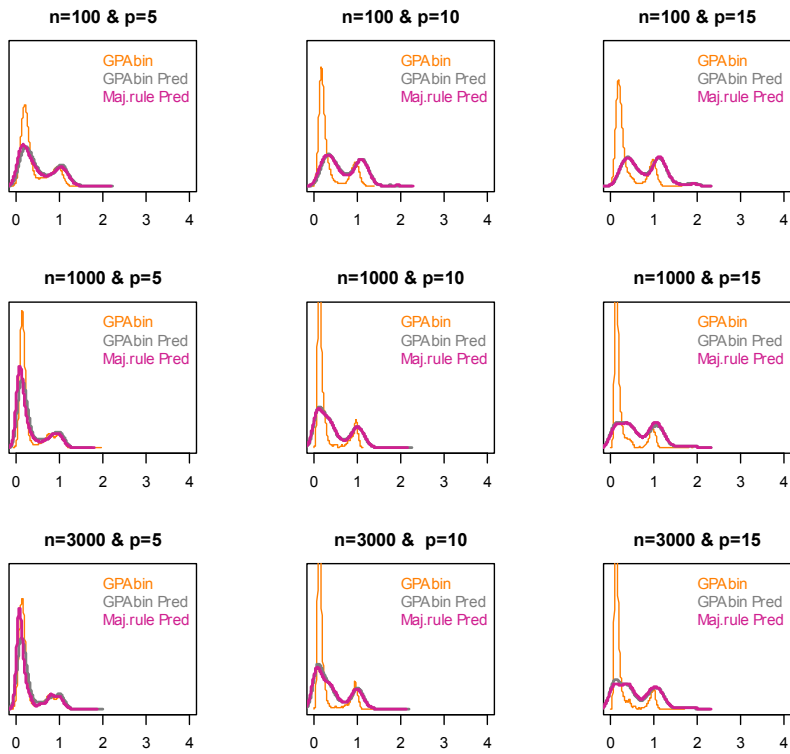 n=100 & p=5
GPAbin
GPAbin Pred
Maj.rule Pred
0 1 2 3 4
n=100 & p=10
GPAbin
GPAbin Pred
Maj.rule Pred
0 1 2 3 4
n=100 & p=15
GPAbin
GPAbin Pred
Maj.rule Pred
0 1 2 3 4
n=1000 & p=5
GPAbin
GPAbin Pred
Maj.rule Pred
0 1 2 3 4
n=1000 & p=10
GPAbin
GPAbin Pred
Maj.rule Pred
0 1 2 3 4
n=1000 & p=15
GPAbin
GPAbin Pred
Maj.rule Pred
0 1 2 3 4
n=3000 & p=5
GPAbin
GPAbin Pred
Maj.rule Pred
0 1 2 3 4
n=3000 & p=10
GPAbin
GPAbin Pred
Maj.rule Pred
0 1 2 3 4
n=3000 & p=15
GPAbin
GPAbin Pred
Maj.rule Pred
0 1 2 3 4